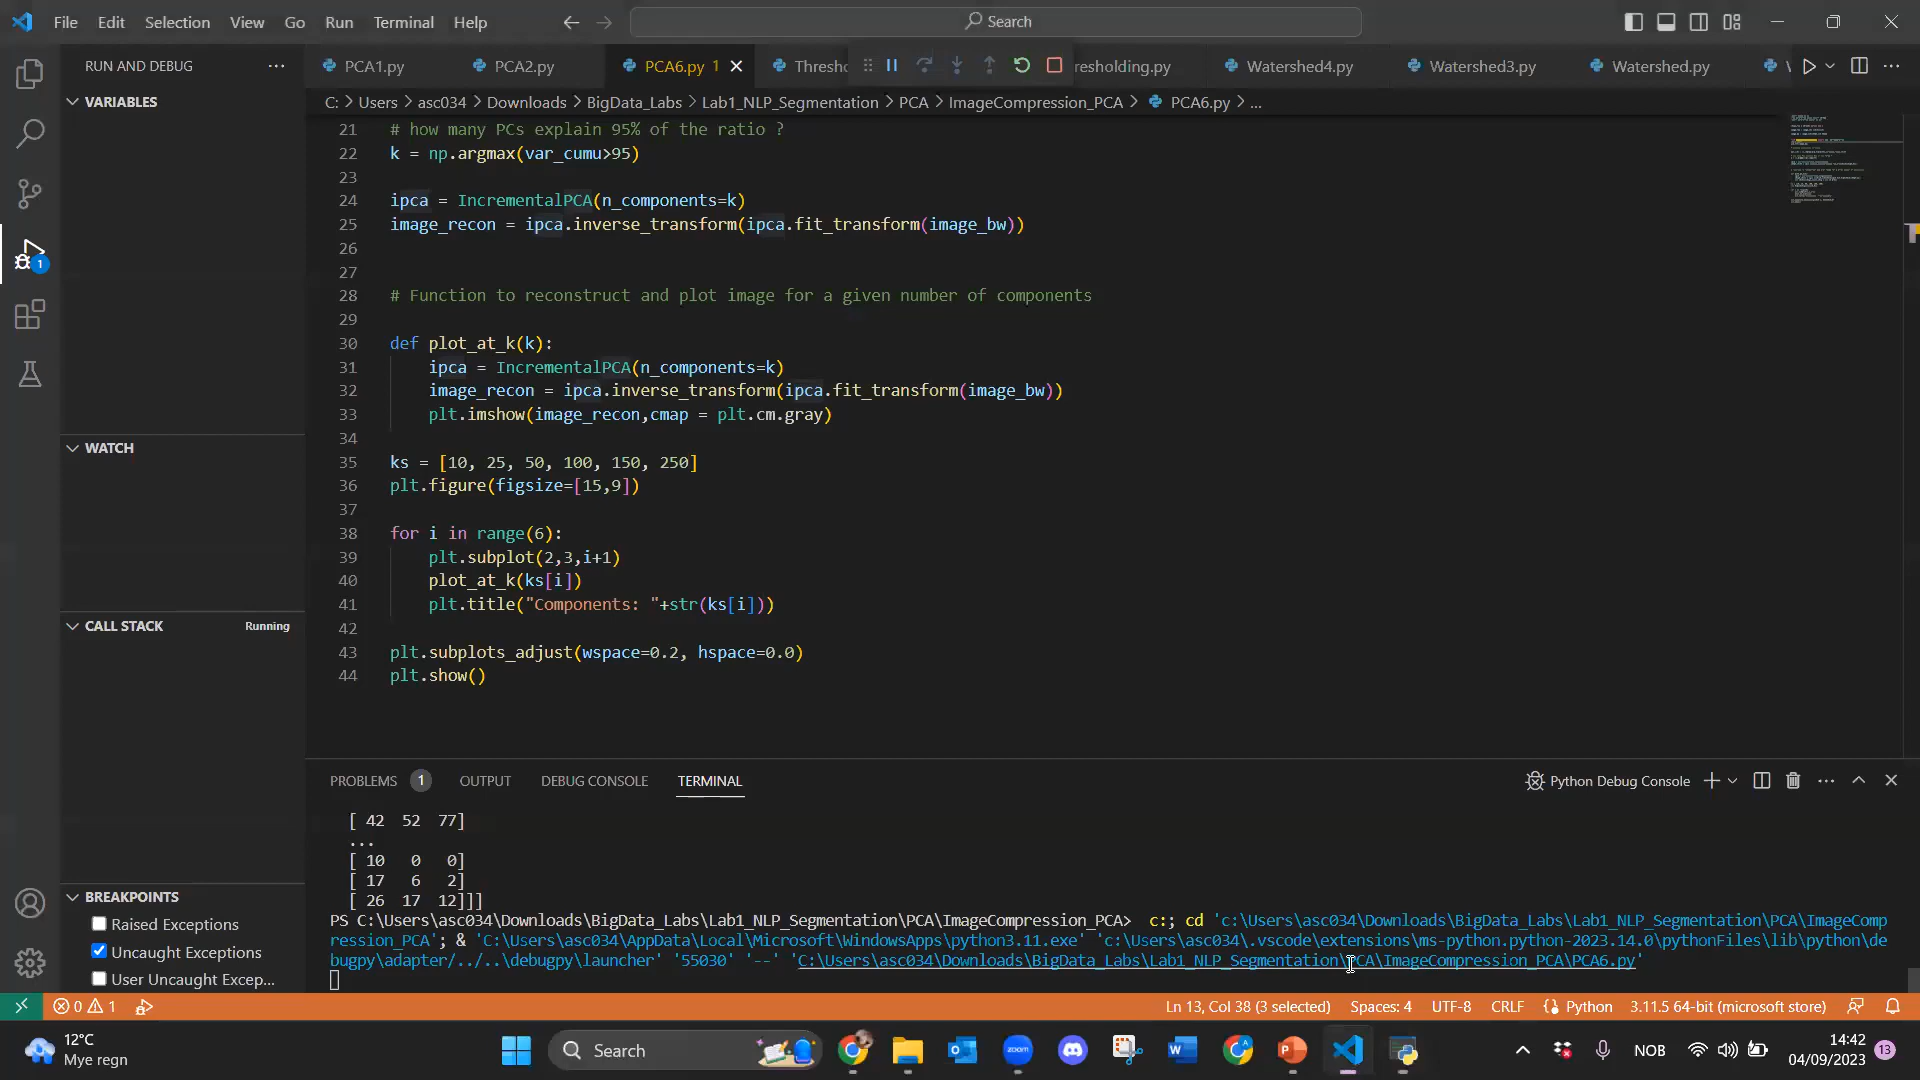 File Edit Selection View Go Run Terminal Help
Search
RUN AND DEBUG
PCA1.py
PCA2.py
PCA6.py 1
Thresho
resholding.py
Watershed4.py
Watershed3.py
Watershed.py
C: > Users > asc034 > Downloads > BigData_Labs > Lab1_NLP_Segmentation > PCA > ImageCompression_PCA > PCA6.py > ...
VARIABLES
WATCH
CALL STACK
Running
BREAKPOINTS
Raised Exceptions
Uncaught Exceptions
User Uncaught Excep...
1
21 # how many PCs explain 95% of the ratio ?
22 k = np.argmax(var_cumu>95)
23
24 ipca = IncrementalPCA(n_components=k)
25 image_recon = ipca.inverse_transform(ipca.fit_transform(image_bw))
26
27
28 # Function to reconstruct and plot image for a given number of components
29
30 def plot_at_k(k):
31 ipca = IncrementalPCA(n_components=k)
32 image_recon = ipca.inverse_transform(ipca.fit_transform(image_bw))
33 plt.imshow(image_recon,cmap = plt.cm.gray)
34
35 ks = [10, 25, 50, 100, 150, 250]
36 plt.figure(figsize=[15,9])
37
38 for i in range(6):
39 plt.subplot(2,3,i+1)
40 plot_at_k(ks[i])
41 plt.title("Components: "+str(ks[i]))
42
43 plt.subplots_adjust(wspace=0.2, hspace=0.0)
44 plt.show()
PROBLEMS 1 OUTPUT DEBUG CONSOLE TERMINAL
Python Debug Console
[ 42 52 77]
...
[ 10 0 0]
[ 17 6 2]
[ 26 17 12]]]
PS C:\Users\asc034\Downloads\BigData_Labs\Lab1_NLP_Segmentation\PCA\ImageCompression_PCA> c:; cd 'c:\Users\asc034\Downloads\BigData_Labs\Lab1_NLP_Segmentation\PCA\ImageComp
ression_PCA'; & 'C:\Users\asc034\AppData\Local\Microsoft\WindowsApps\python3.11.exe' 'c:\Users\asc034\.vscode\extensions\ms-python.python-2023.14.0\pythonFiles\lib\python\de
bugpy\adapter/../..\debugpy\launcher' '55030' '--' 'C:\Users\asc034\Downloads\BigData_Labs\Lab1_NLP_Segmentation\PCA\ImageCompression_PCA\PCA6.py'
0 1
Ln 13, Col 38 (3 selected) Spaces: 4 UTF-8 CRLF Python 3.11.5 64-bit (microsoft store)
12°C
Mye regn
Search
zoom
NOB
14:42
04/09/2023
13